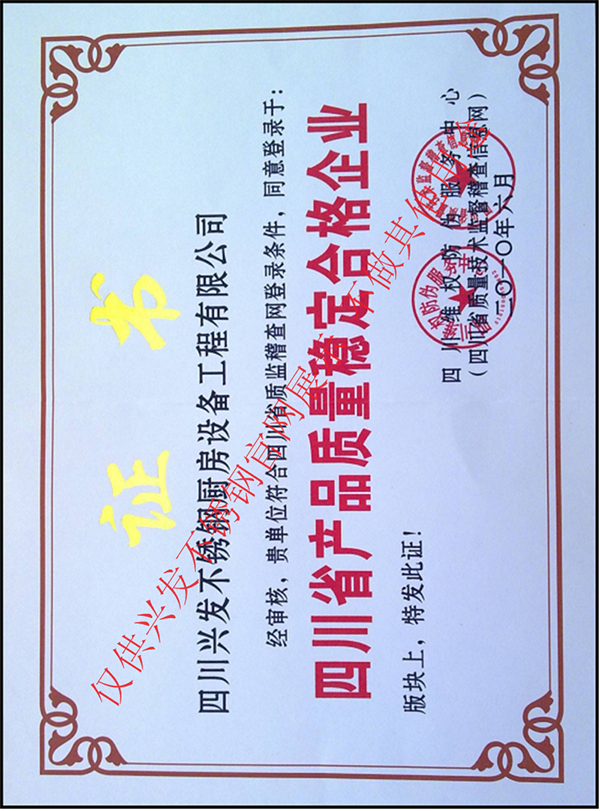 证书
四川兴发不锈钢厨房设备工程有限公司
经审核，贵单位符合四川省质监稽查网登录条件，同意登录于：
四川省产品质量稳定合格企业
版块上，特发此证！
四川维权防伪服务中心
(四川省质量技术监督稽查信息网)
二〇一〇年六月
仅供兴发不锈钢官网展示 不做其他用途